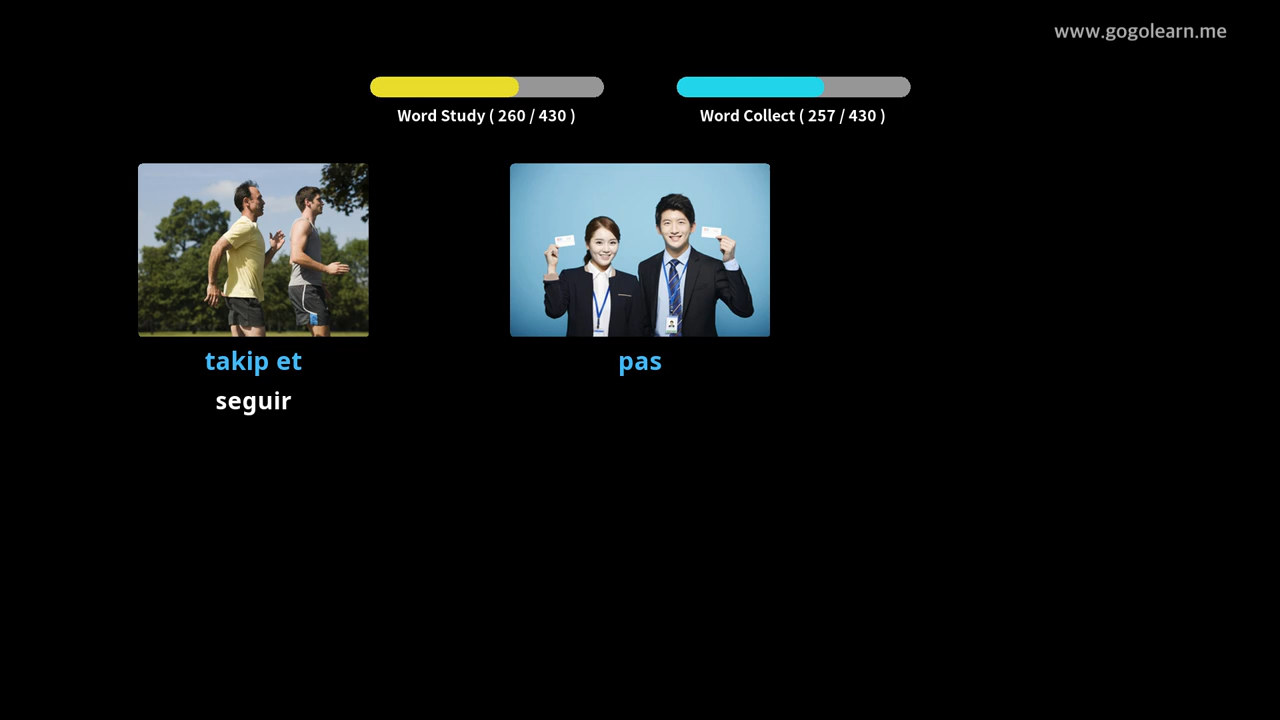 www.gogolearn.me
Word Study ( 260 / 430 )
Word Collect ( 257 / 430 )
takip et
pas
seguir